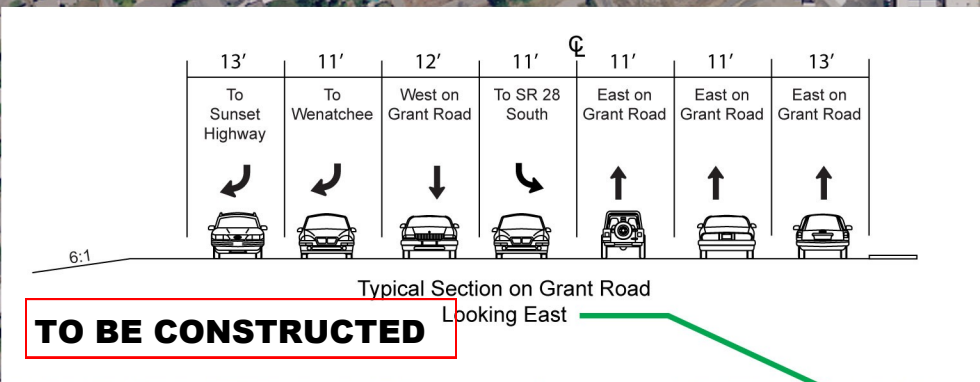 ℄
13’ 11’ 12’ 11’ 11’ 11’ 13’
To
Sunset
Highway
To
Wenatchee
West on
Grant Road
To SR 28
South
East on
Grant Road
East on
Grant Road
East on
Grant Road
6:1
Typical Section on Grant Road
Looking East
TO BE CONSTRUCTED